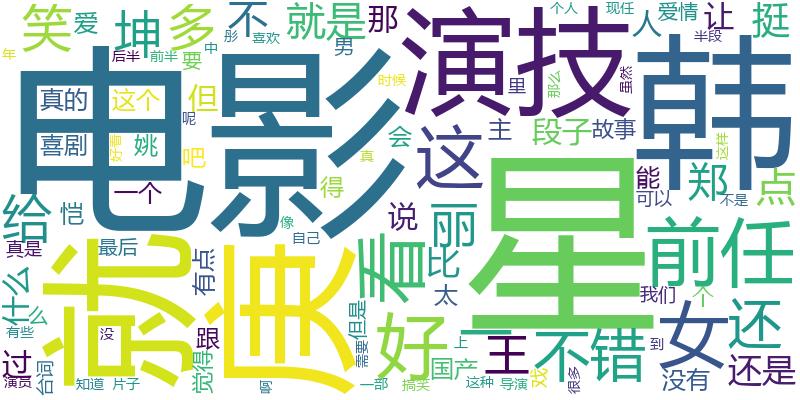 电影
就
庚
星
韩
演技
前任
好
看
不错
女
这
笑
坤
多
不
就是
那
人
爱情
让
挺
个人
现任
半段
爱
彤
喜欢
男
要
中
后半
前半
年
真的
这个
但
喜剧
姚
呢
吧
好看
时候
真
会
主
里
那么
虽然
段子
故事
这样
能
郑
点
可以
不是
给
恺
一个
得
说
丽
像
自己
比
太
真是
最后
有点
什么
么
有些
没
跟
但是
需要
觉得
过
演员
台词
知道
片子
啊
一部
搞笑
国产
上
王
一
这种
导演
戏
很多
到
我们
个
没有
还
还是